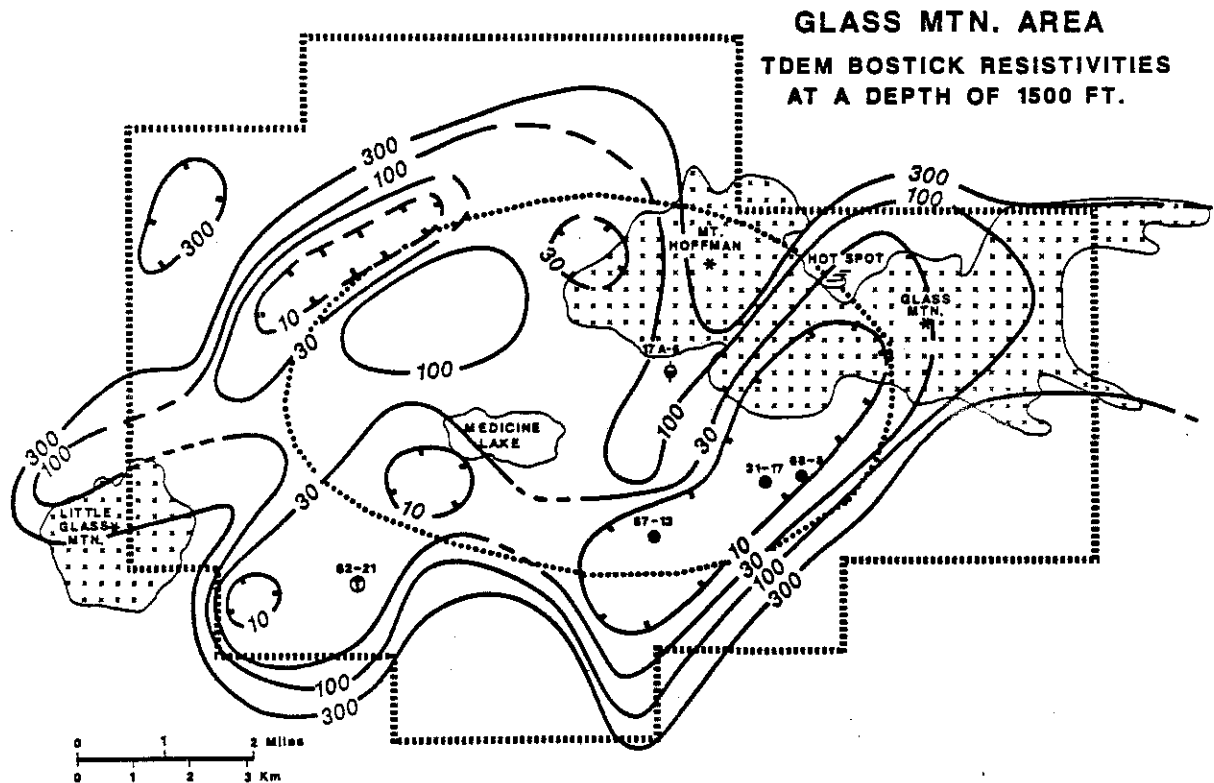 GLASS MTN. AREA
TDEM BOSTICK RESISTIVITIES
AT A DEPTH OF 1500 FT.
300
100
300
100
300
MT.
HOFFMAN
HOT SPOT
30
GLASS
MTN.
10
30
17A-6
100
100
30
MEDICINE
LAKE
300
100
30
10
31-17
68-8
LITTLE
GLASS
MTN.
67-13
10
30
100
300
62-21
10
100
300
0 1 2 Miles
0 1 2 3 Km